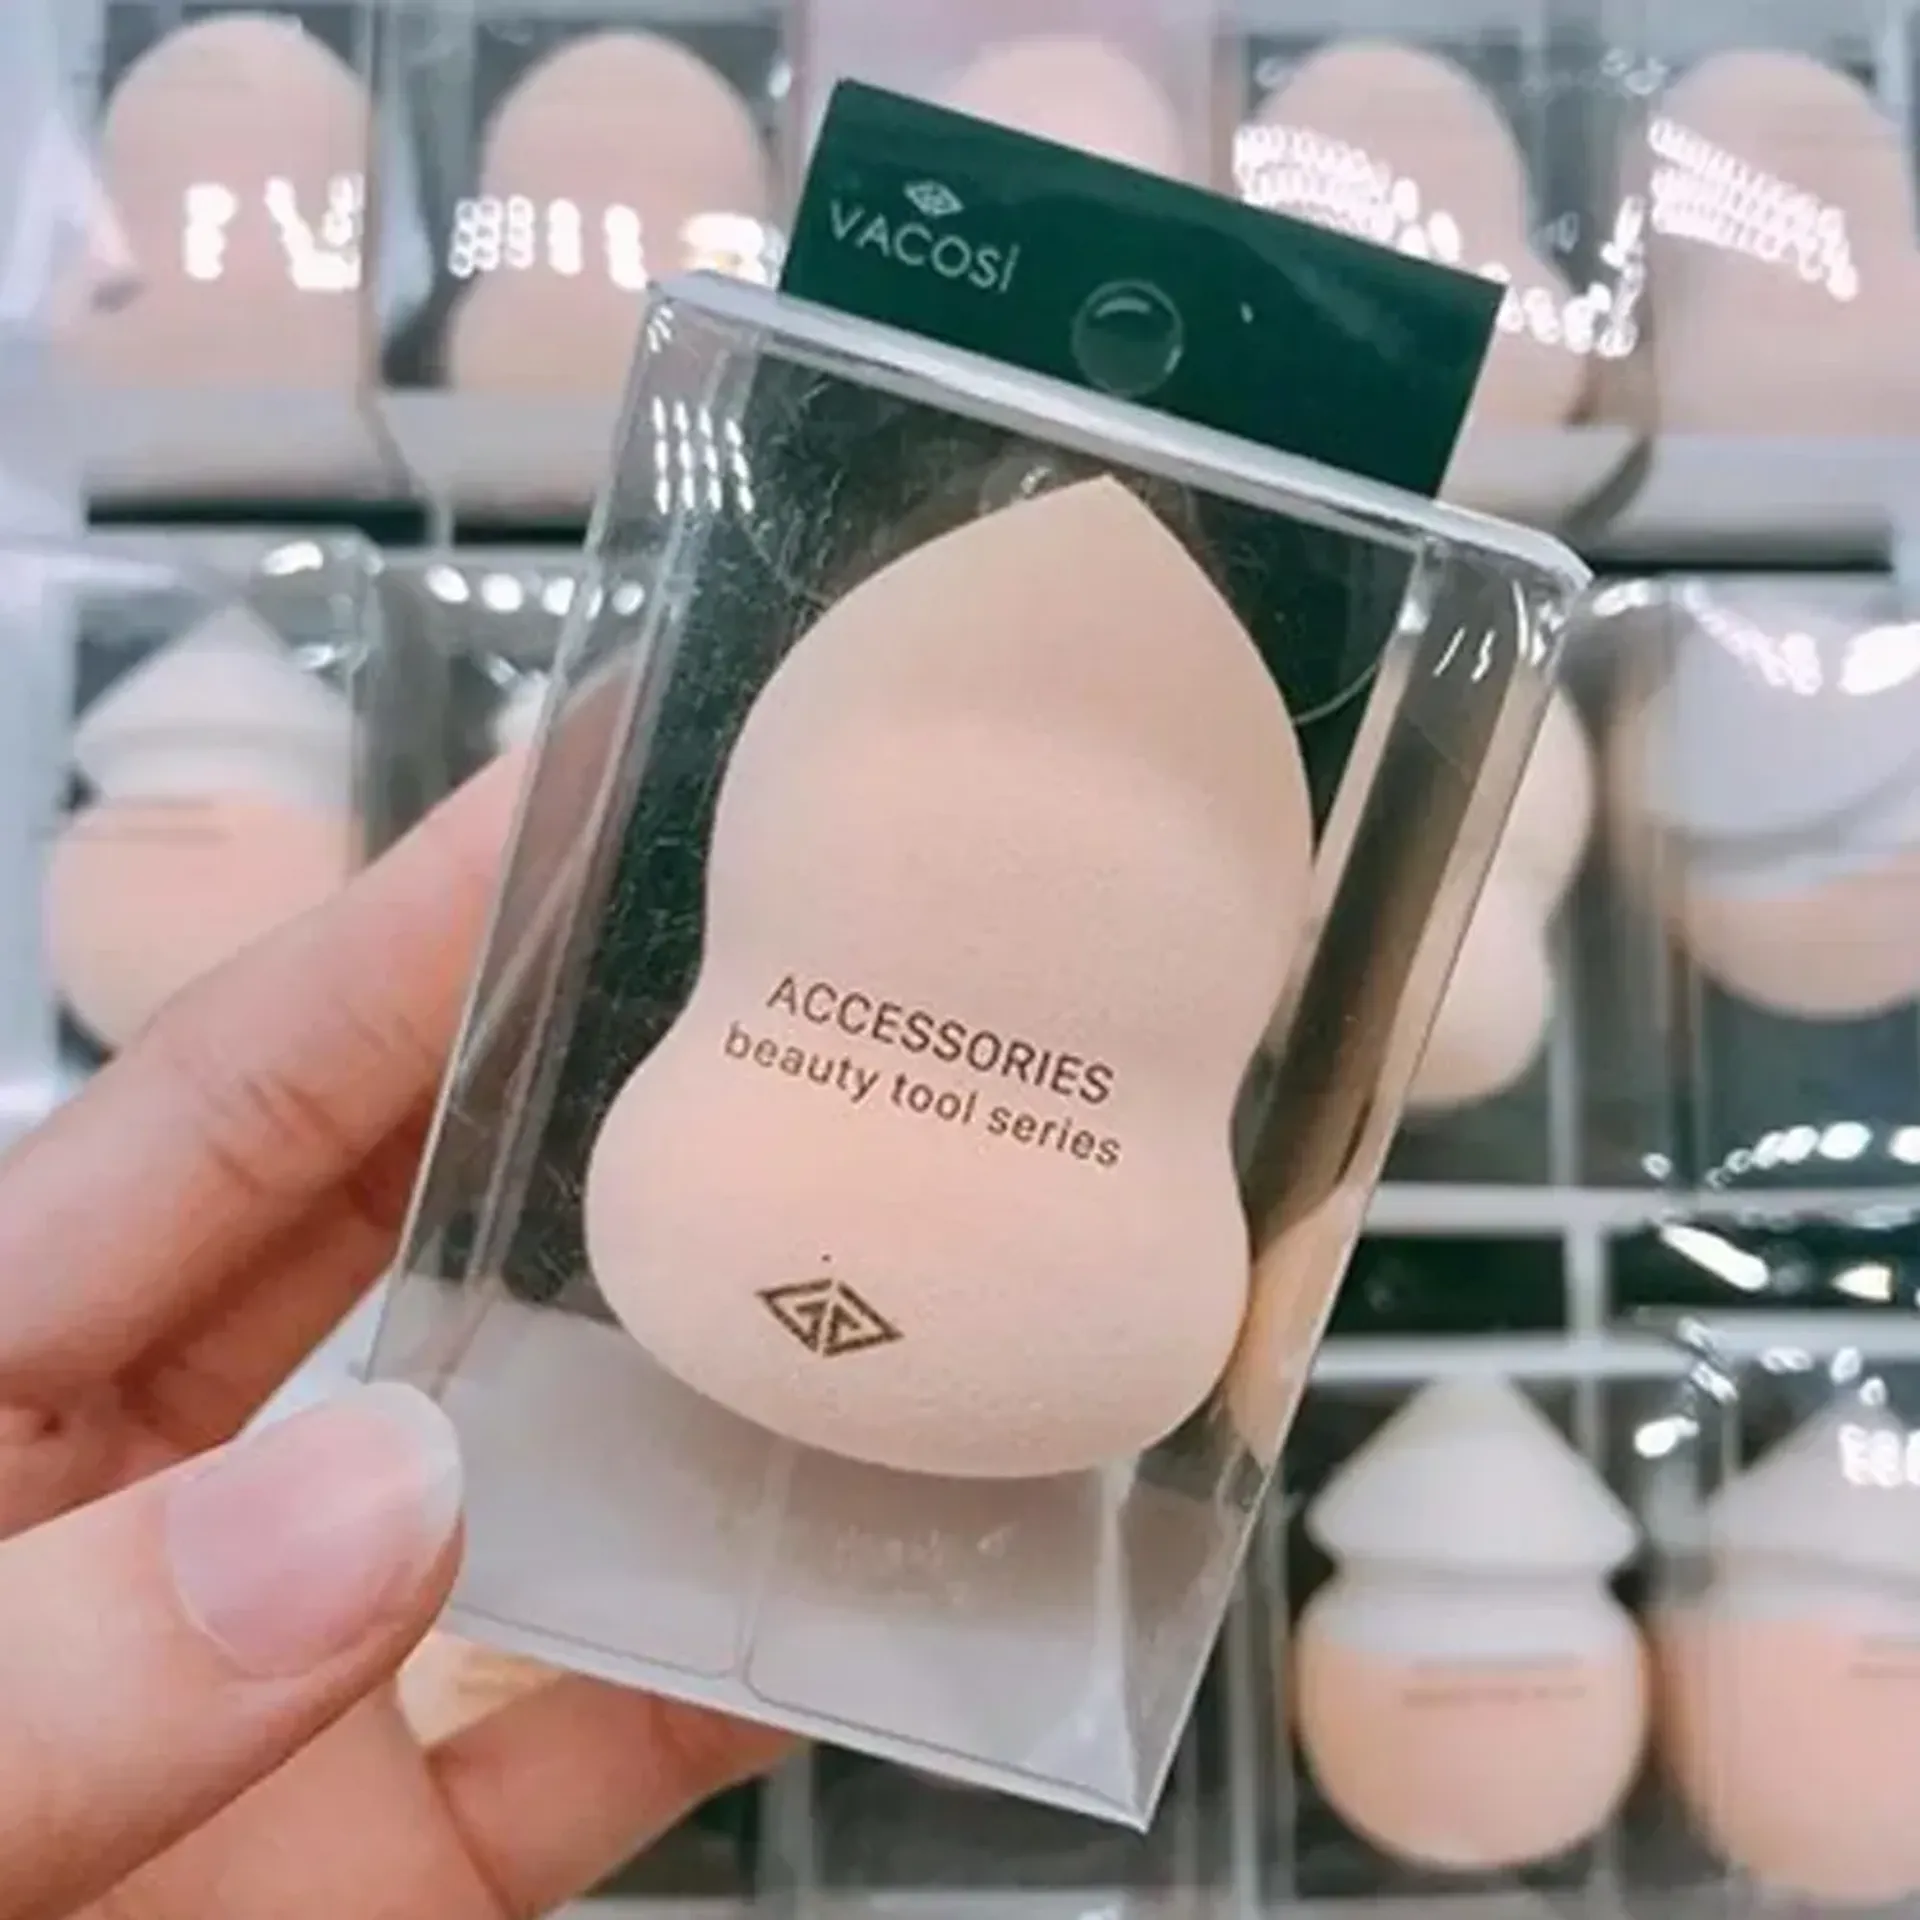 VACOSI
ACCESSORIES
beauty tool series